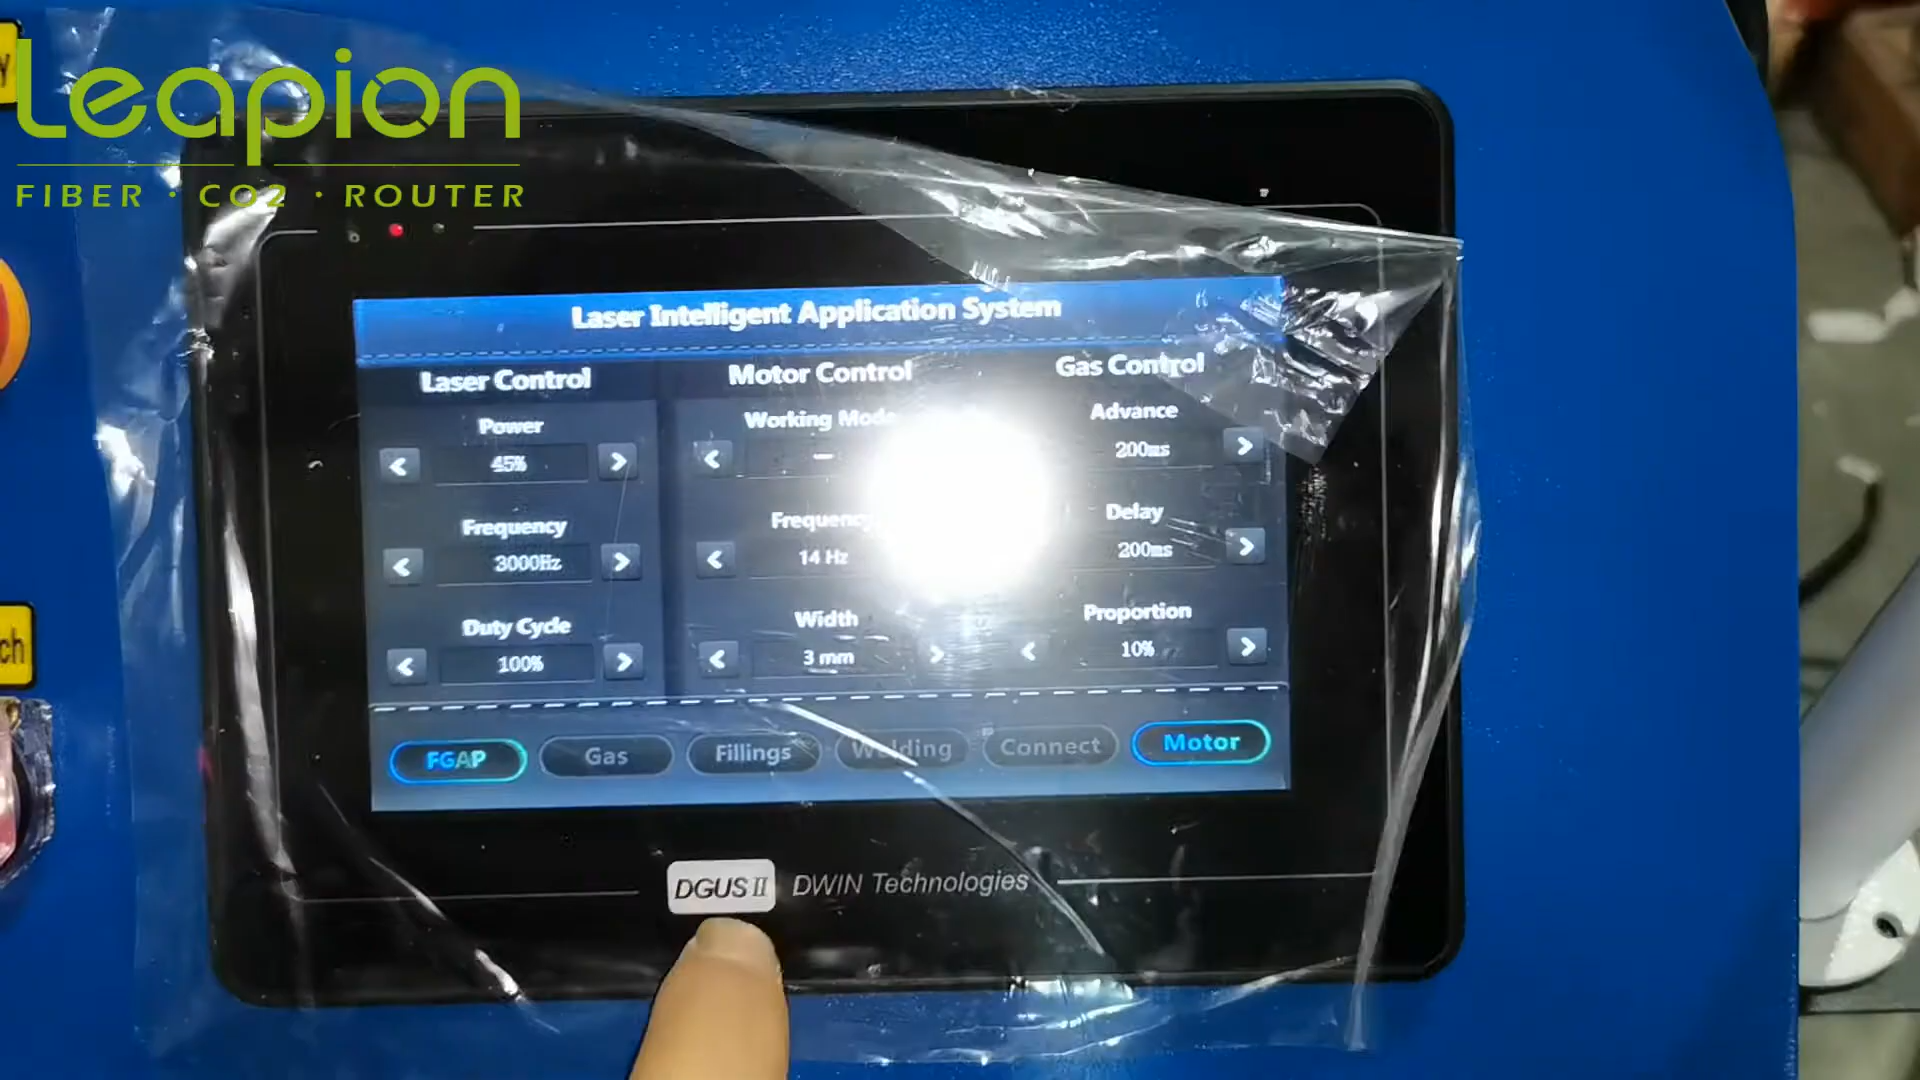 Leapion
FIBER · CO2 · ROUTER
Laser Intelligent Application System
Laser Control
Motor Control
Gas Control
Power
Working Mode
Advance
45%
200ms
Frequency
Frequency
Delay
3000Hz
14 Hz
200ms
Duty Cycle
Width
Proportion
100%
3 mm
10%
FGAP
Gas
Fillings
Welding
Connect
Motor
DGUS II DWIN Technologies
ch